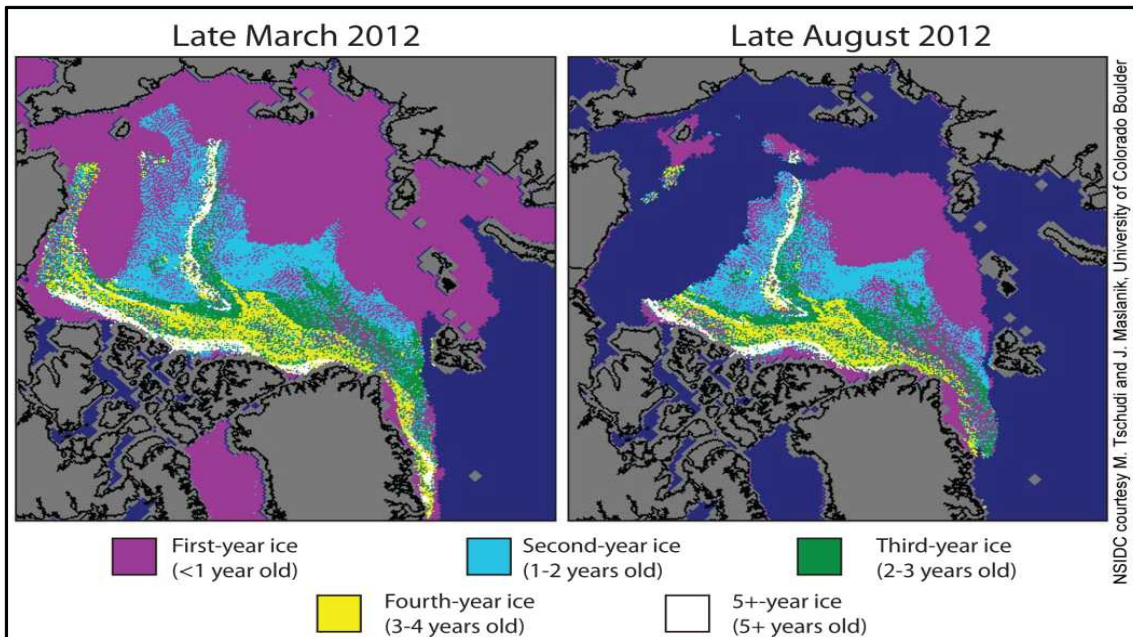 Late March 2012
Late August 2012
NSIDC courtesy M. Tschudi and J. Maslanik, University of Colorado Boulder
First-year ice
(<1 year old)
Second-year ice
(1-2 years old)
Third-year ice
(2-3 years old)
Fourth-year ice
(3-4 years old)
5+-year ice
(5+ years old)